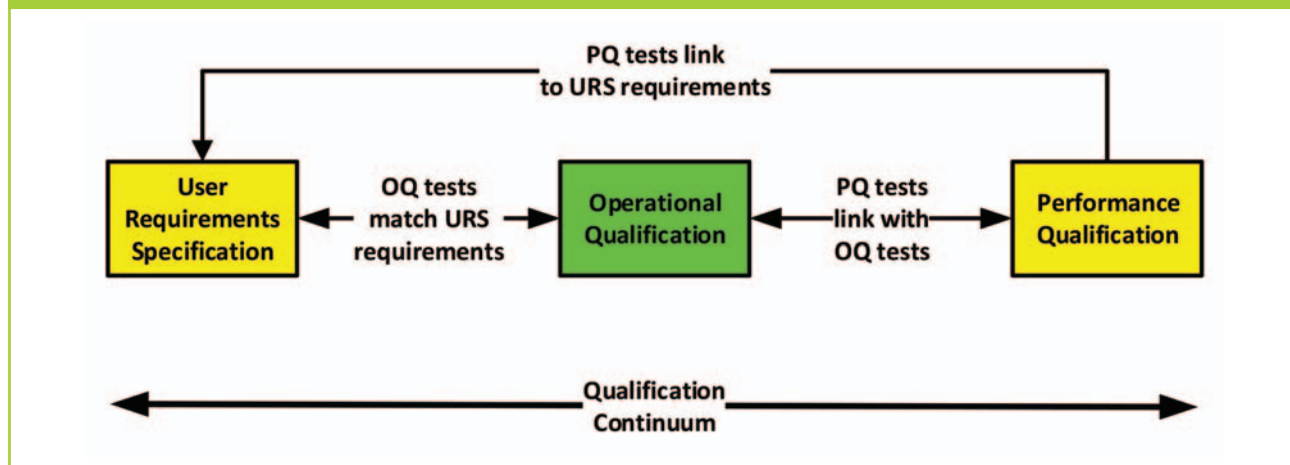 PQ tests link
to URS requirements
User
Requirements
Specification
OQ tests
match URS
requirements
Operational
Qualification
PQ tests
link with
OQ tests
Performance
Qualification
Qualification
Continuum